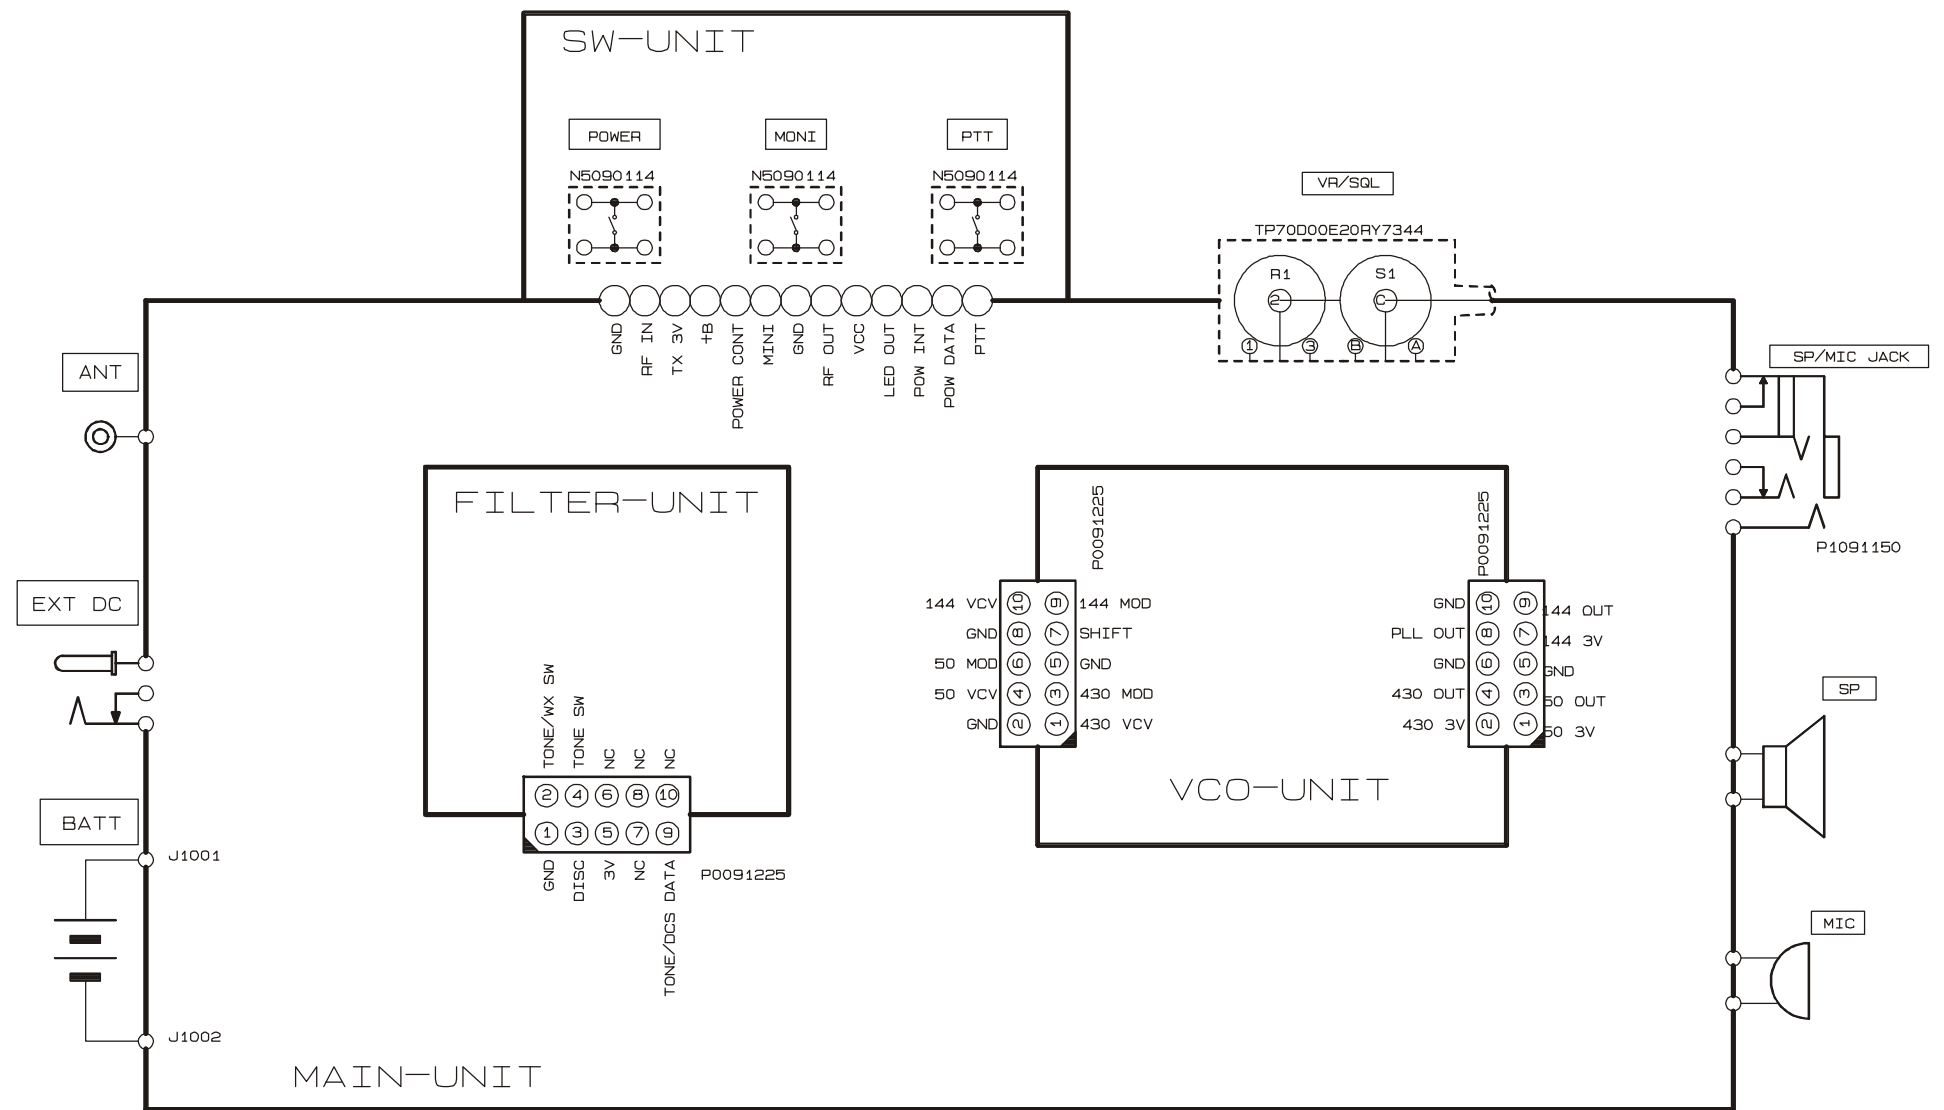 SW-UNIT
POWER
MONI
PTT
N5090114
N5090114
N5090114
VR/SQL
TP70D00E20RY7344
R1
S1
2
C
1
3
B
A
GND
RF IN
TX 3V
+B
POWER CONT
MINI
GND
RF OUT
VCC
LED OUT
POW INT
POW DATA
PTT
SP/MIC JACK
P1091150
ANT
EXT DC
BATT
J1001
J1002
FILTER-UNIT
TONE/WX SW
TONE SW
NC
NC
NC
2
4
6
8
10
1
3
5
7
9
GND
DISC
3V
NC
TONE/DCS DATA
P0091225
P0091225
144 VCV
10
9
144 MOD
GND
8
7
SHIFT
50 MOD
6
5
GND
50 VCV
4
3
430 MOD
GND
2
1
430 VCV
P0091225
GND
10
9
144 OUT
PLL OUT
8
7
144 3V
GND
6
5
GND
430 OUT
4
3
50 OUT
430 3V
2
1
50 3V
VCO-UNIT
SP
MIC
MAIN-UNIT